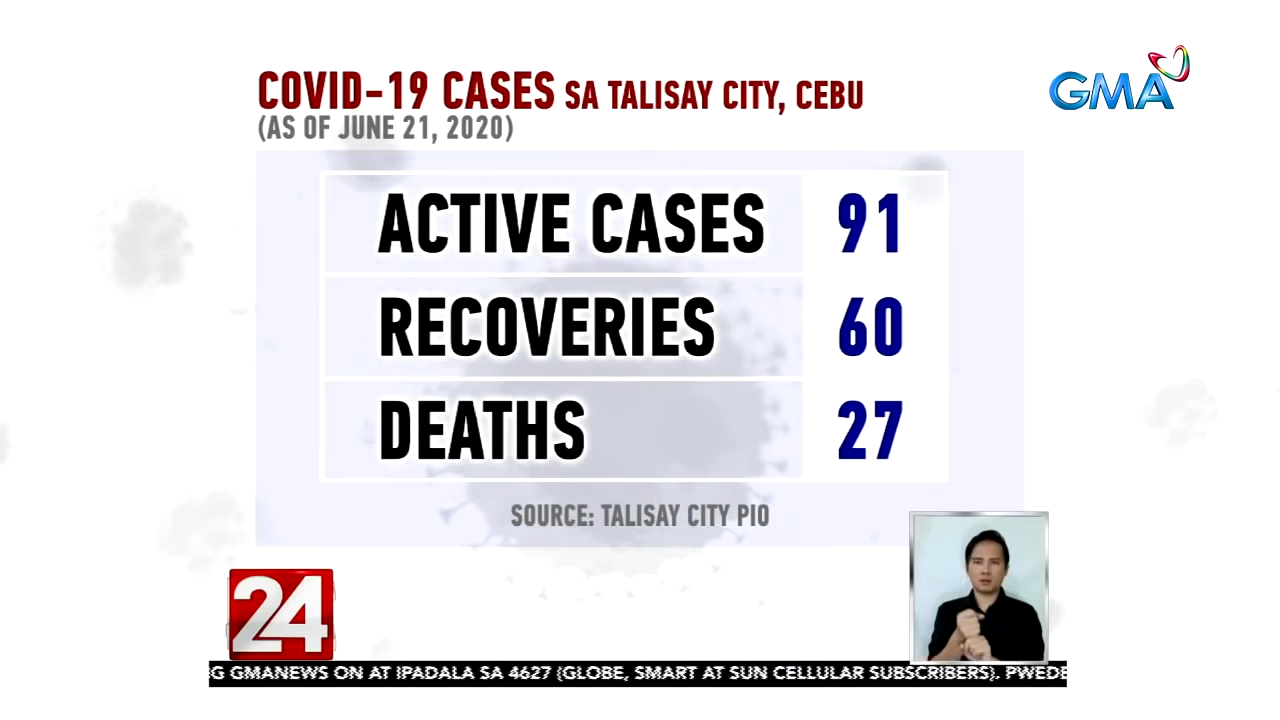 COVID-19 CASES SA TALISAY CITY, CEBU
(AS OF JUNE 21, 2020)
GMA
ACTIVE CASES 91
RECOVERIES 60
DEATHS 27
SOURCE: TALISAY CITY PIO
24
G GMANEWS ON AT IPADALA SA 4627 (GLOBE, SMART AT SUN CELLULAR SUBSCRIBERS). PWEDE